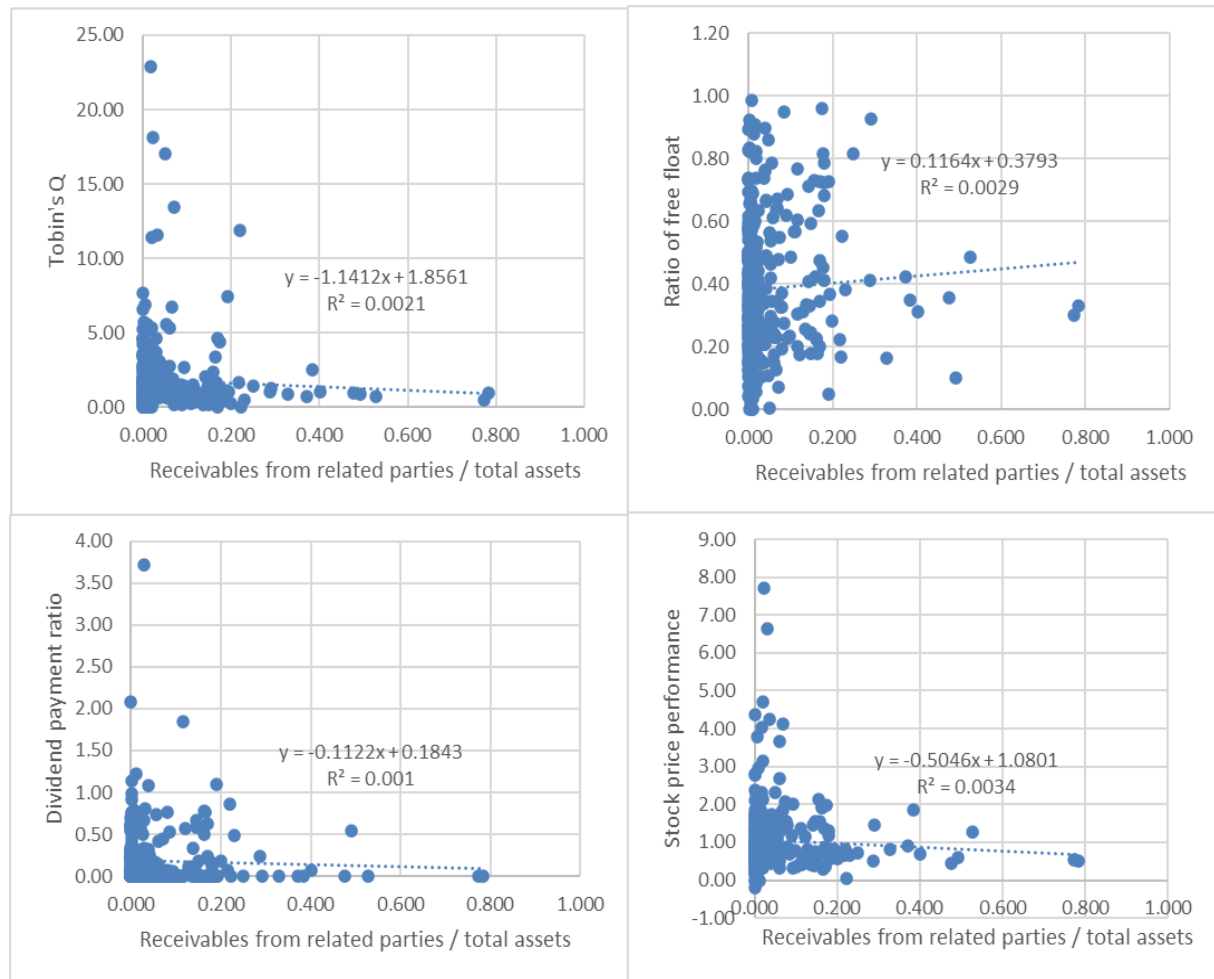 25.00
20.00
15.00
10.00
5.00
0.00
Tobin's Q
y = -1.1412x + 1.8561
R² = 0.0021
0.000 0.200 0.400 0.600 0.800 1.000
Receivables from related parties / total assets
1.20
1.00
0.80
0.60
0.40
0.20
0.00
Ratio of free float
y = 0.1164x + 0.3793
R² = 0.0029
0.000 0.200 0.400 0.600 0.800 1.000
Receivables from related parties / total assets
4.00
3.50
3.00
2.50
2.00
1.50
1.00
0.50
0.00
Dividend payment ratio
y = -0.1122x + 0.1843
R² = 0.001
0.000 0.200 0.400 0.600 0.800 1.000
Receivables from related parties / total assets
9.00
8.00
7.00
6.00
5.00
4.00
3.00
2.00
1.00
0.00
-1.00
Stock price performance
y = -0.5046x + 1.0801
R² = 0.0034
0.000 0.200 0.400 0.600 0.800 1.000
Receivables from related parties / total assets